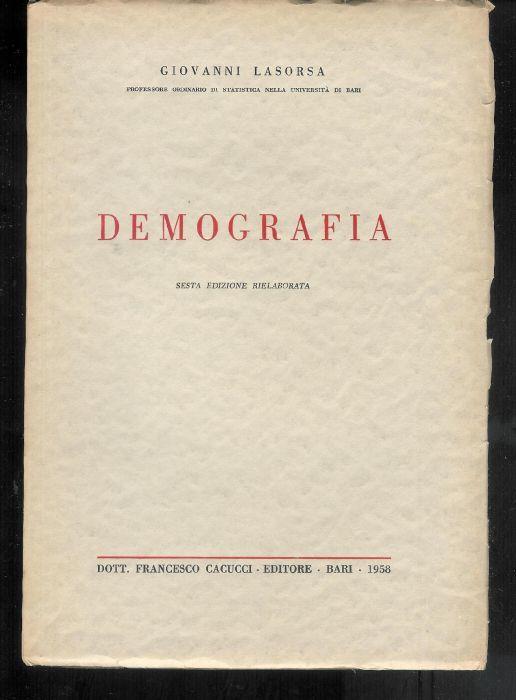 GIOVANNI LASORSA
PROFESSORE ORDINARIO DI STATISTICA NELLA UNIVERSITÀ DI BARI
DEMOGRAFIA
SESTA EDIZIONE RIELABORATA
DOTT. FRANCESCO CACUCCI - EDITORE - BARI - 1958